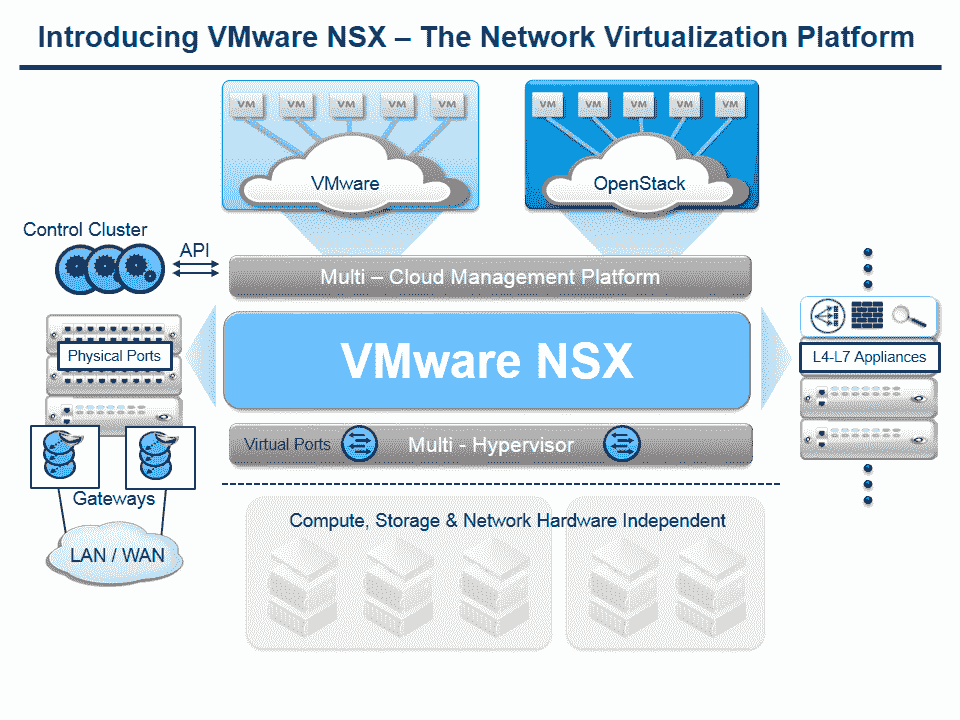 Introducing VMware NSX – The Network Virtualization Platform
VM VM VM VM VM
VM VM VM VM VM
VMware
OpenStack
Control Cluster
API
Multi – Cloud Management Platform
Physical Ports
VMware NSX
L4-L7 Appliances
Virtual Ports
Multi - Hypervisor
Gateways
LAN / WAN
Compute, Storage & Network Hardware Independent